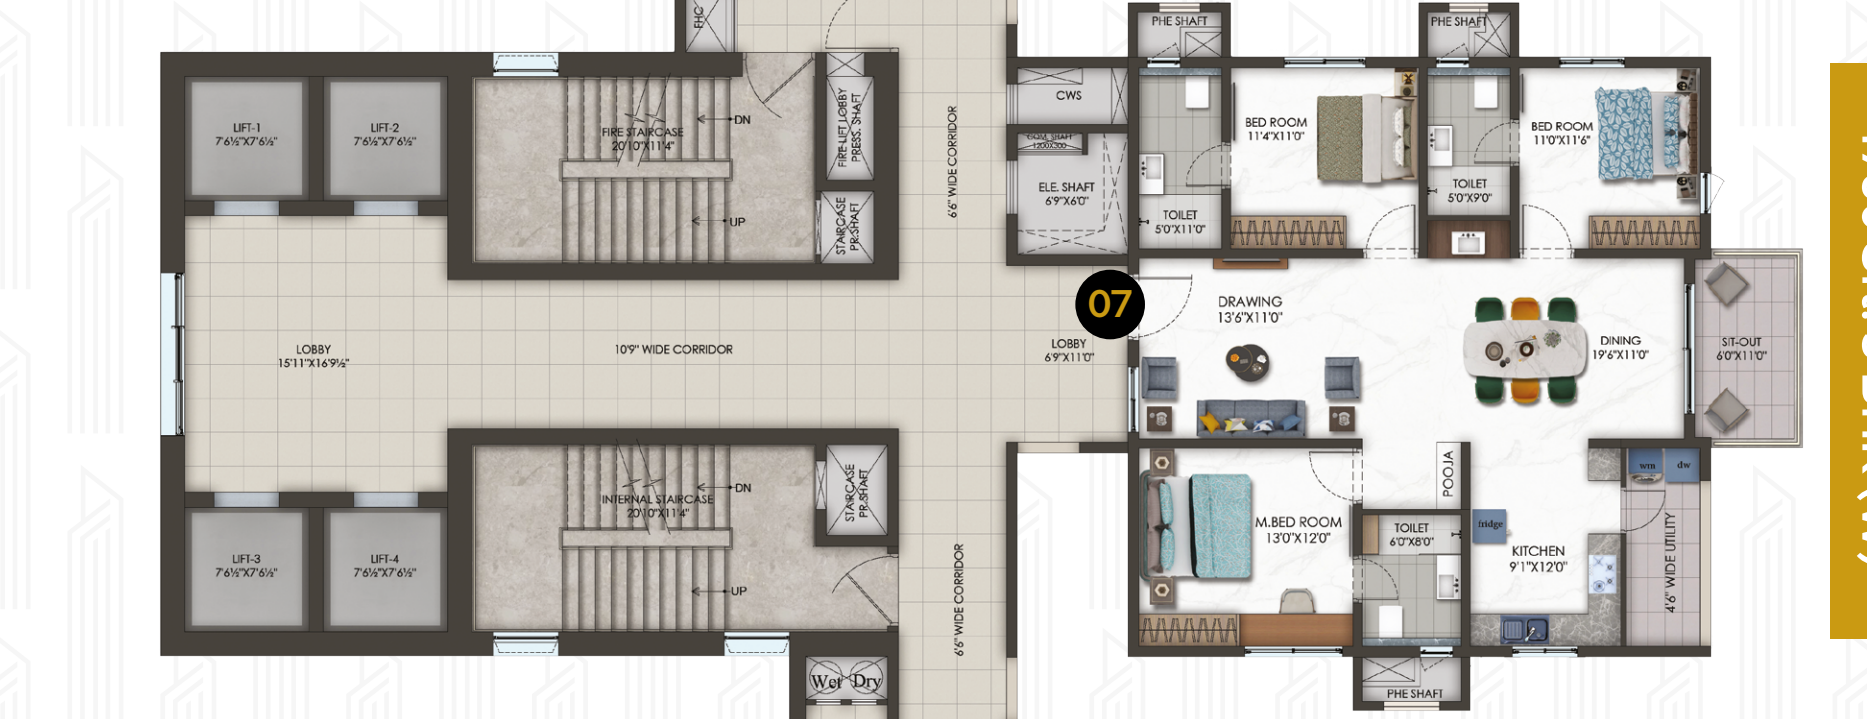 FHC
PHE SHAFT
PHE SHAFT
LIFT-1
7'6½"X7'6½"
LIFT-2
7'6½"X7'6½"
FIRE STAIRCASE
20'10"X11'4"
DN
UP
FIRE LIFT LOBBY
PRESS. SHAFT
STAIRCASE
PR.SHAFT
6'6" WIDE CORRIDOR
CWS
COM. SHAFT
1200X300
ELE. SHAFT
6'9"X6'0"
TOILET
5'0"X11'0"
BED ROOM
11'4"X11'0"
TOILET
5'0"X9'0"
BED ROOM
11'0"X11'6"
LOBBY
15'11"X16'9½"
10'9" WIDE CORRIDOR
07
LOBBY
6'9"X11'0"
DRAWING
13'6"X11'0"
DINING
19'6"X11'0"
SIT-OUT
6'0"X11'0"
LIFT-3
7'6½"X7'6½"
LIFT-4
7'6½"X7'6½"
INTERNAL STAIRCASE
20'10"X11'4"
DN
UP
STAIRCASE
PR.SHAFT
6'6" WIDE CORRIDOR
Wet Dry
M.BED ROOM
13'0"X12'0"
POOJA
TOILET
6'0"X8'0"
fridge
KITCHEN
9'1"X12'0"
wm
dw
4'6" WIDE UTILITY
PHE SHAFT